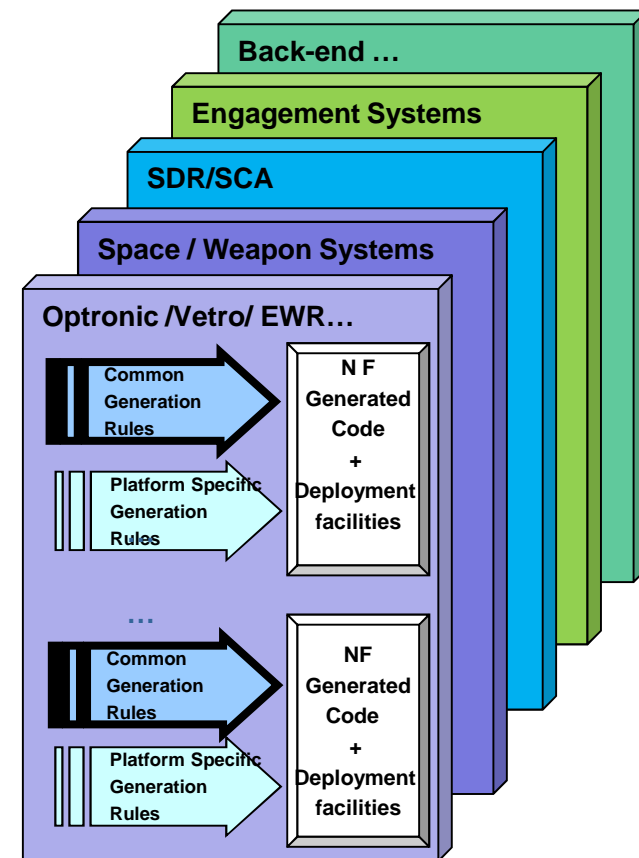 Back-end …
Engagement Systems
SDR/SCA
Space / Weapon Systems
Optronic /Vetro/ EWR…
Common
Generation
Rules
Platform Specific
Generation
Rules
…
N F
Generated
Code
+
Deployment
facilities
…
Common
Generation
Rules
Platform Specific
Generation
Rules
NF
Generated
Code
+
Deployment
facilities